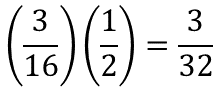 (3/16)(1/2) = 3/32